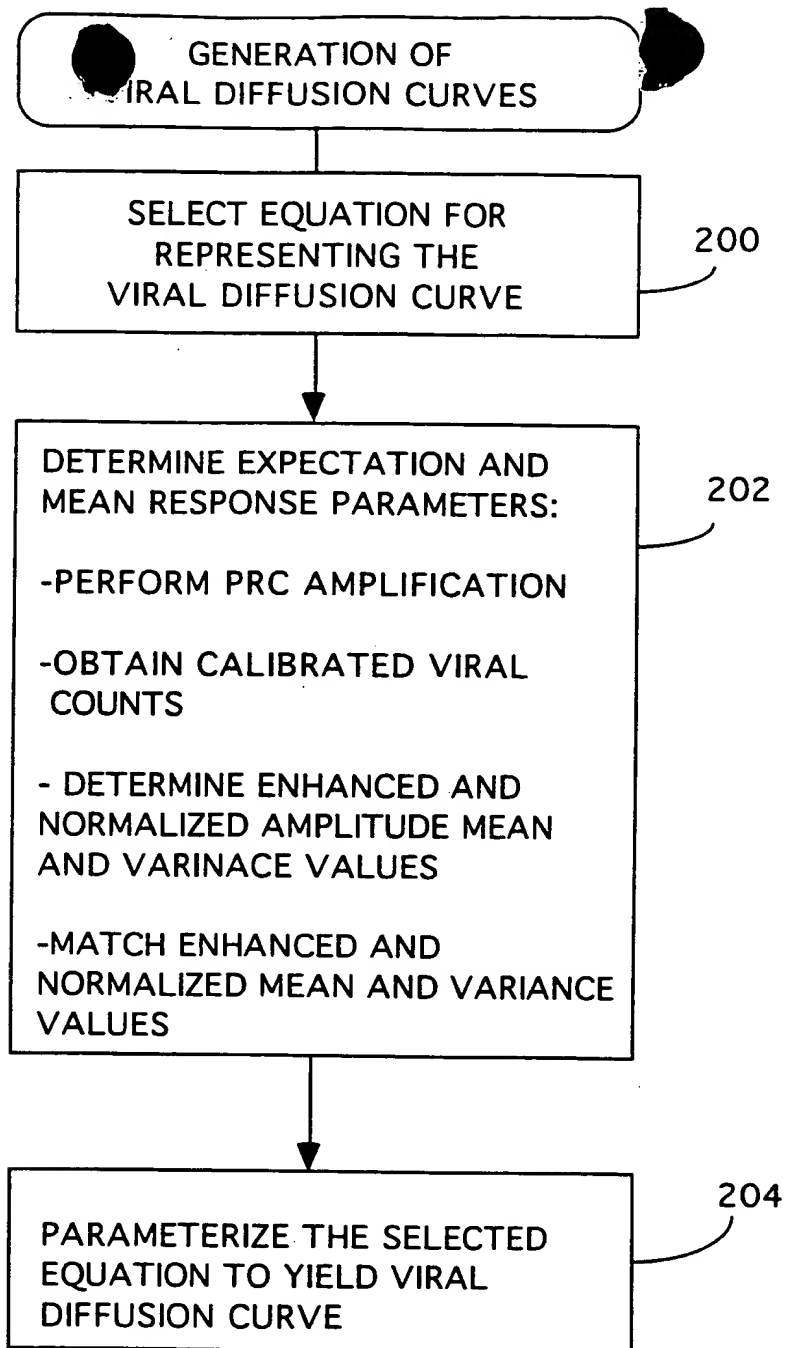 GENERATION OF
IRAL DIFFUSION CURVES
SELECT EQUATION FOR
REPRESENTING THE
VIRAL DIFFUSION CURVE
200
DETERMINE EXPECTATION AND
MEAN RESPONSE PARAMETERS:
202
-PERFORM PRC AMPLIFICATION
-OBTAIN CALIBRATED VIRAL
COUNTS
- DETERMINE ENHANCED AND
NORMALIZED AMPLITUDE MEAN
AND VARINACE VALUES
-MATCH ENHANCED AND
NORMALIZED MEAN AND VARIANCE
VALUES
204
PARAMETERIZE THE SELECTED
EQUATION TO YIELD VIRAL
DIFFUSION CURVE